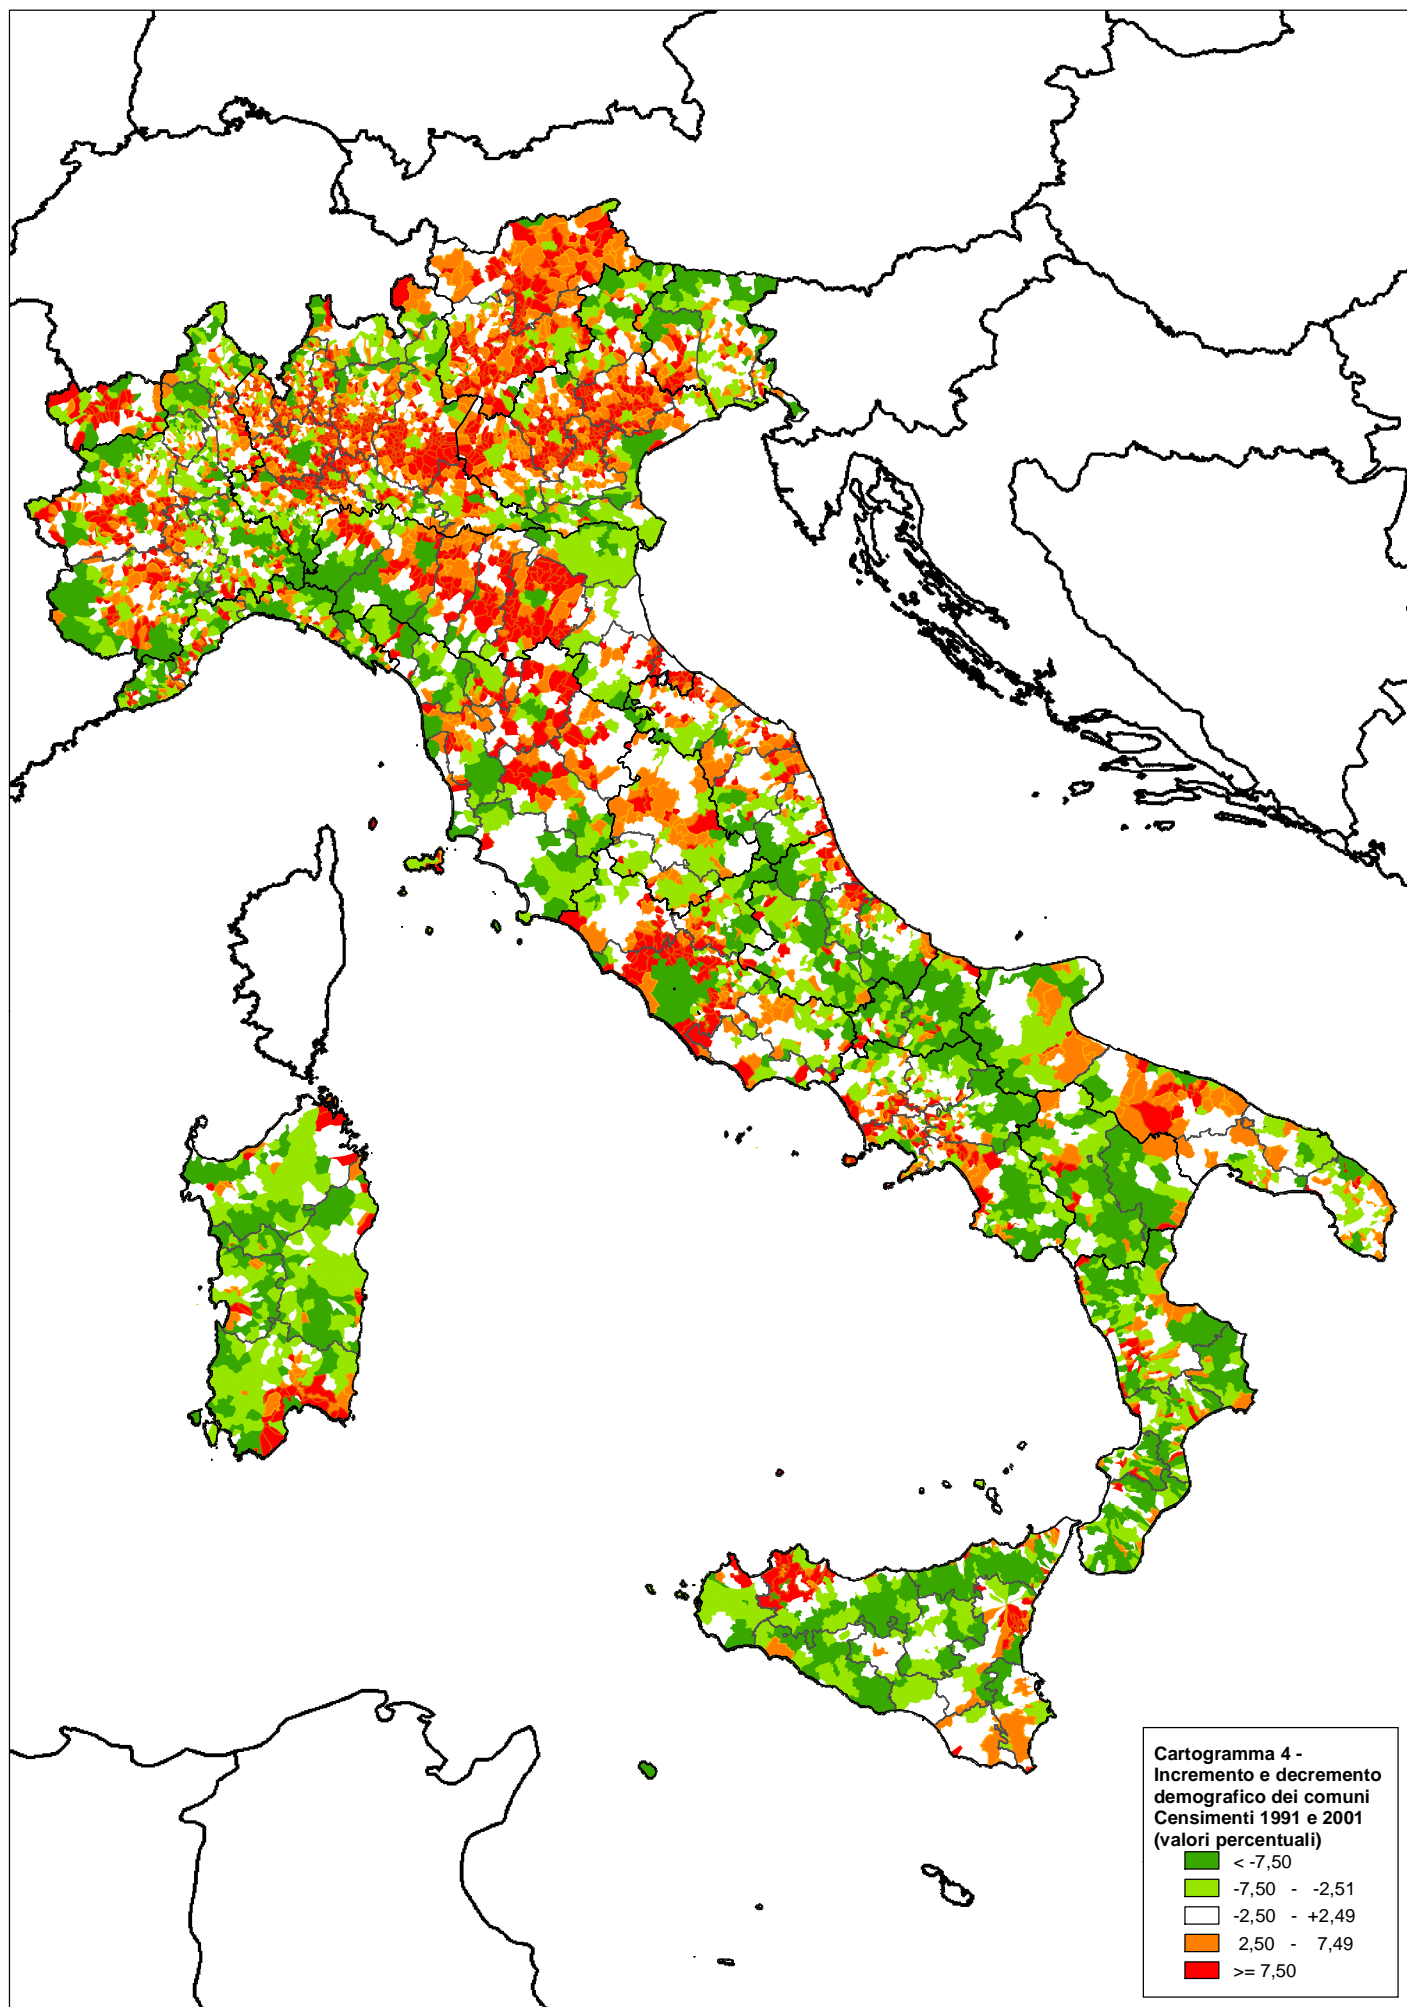 Cartogramma 4 -
Incremento e decremento
demografico dei comuni
Censimenti 1991 e 2001
(valori percentuali)
< -7,50
-7,50 - -2,51
-2,50 - +2,49
2,50 - 7,49
>= 7,50